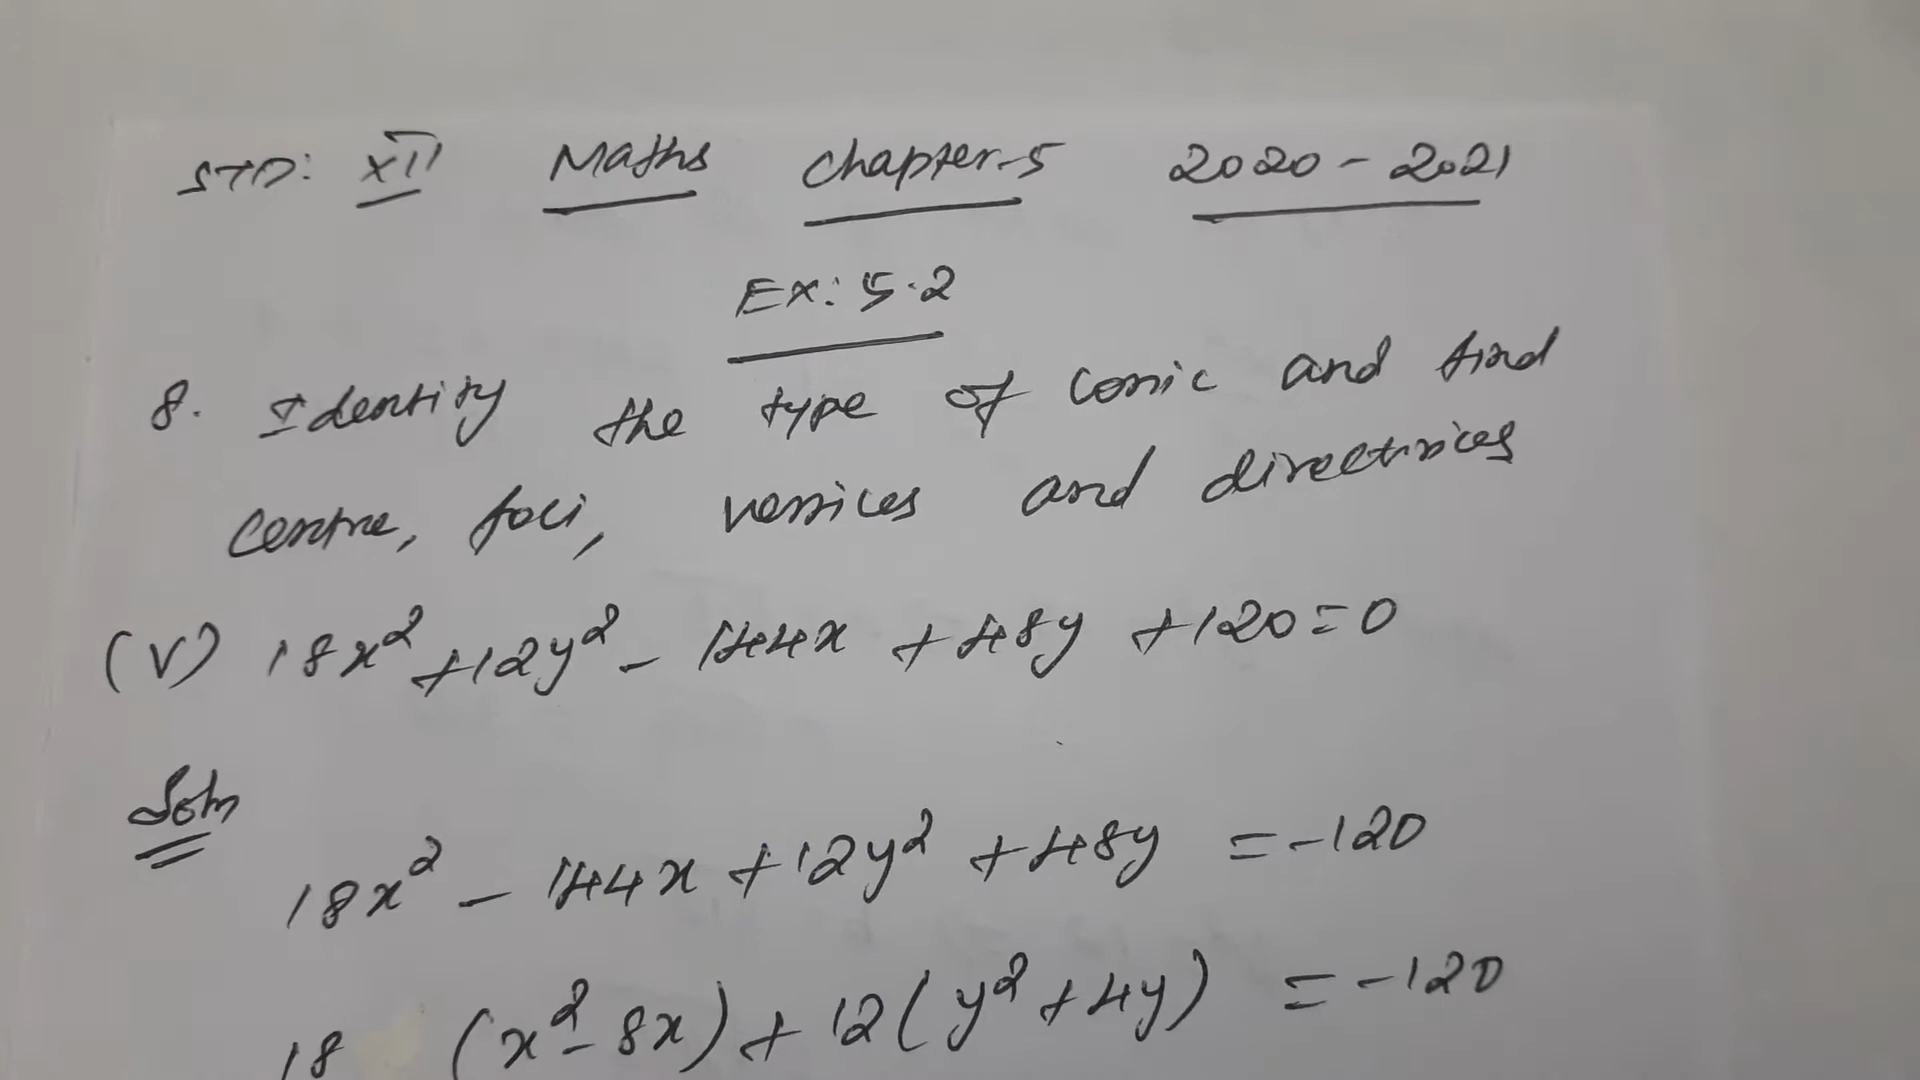 STD: XII Maths chapter-5 2020-2021
Ex: 5.2
8. Identify the type of conic and find
centre, foci, vertices and directrices
(V) 18x² +12y² - 144x + 48y +120=0
Soln
18x² - 144x +12y² +48y = -120
18 (x² - 8x) + 12(y² +4y) = -120